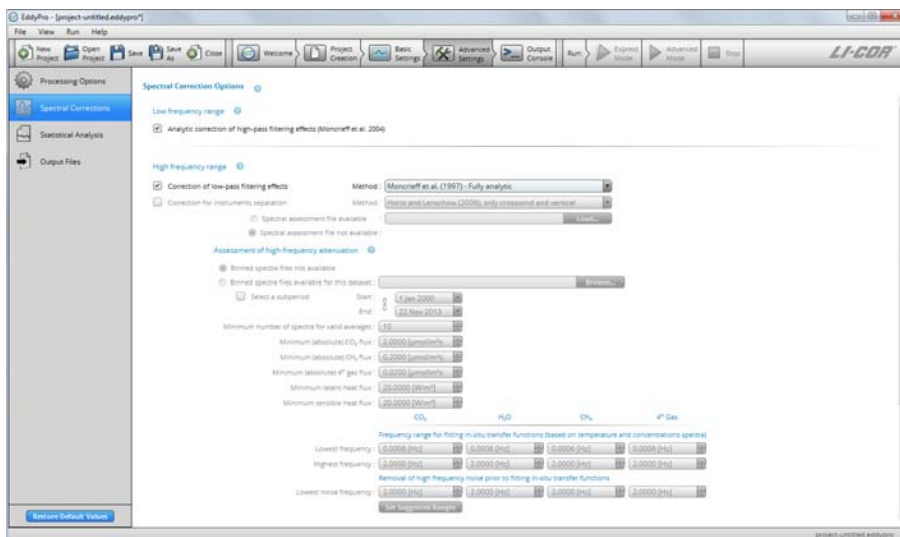 EddyPro - [project-untitled.eddypro*]
File View Run Help
New Project Open Project Save Save As Close Welcome Project Creation Basic Settings Advanced Settings Output Console Run: Express Mode Advanced Mode Stop LI-COR
Processing Options
Spectral Corrections
Statistical Analysis
Output Files
Restore Default Values
Spectral Correction Options
Low frequency range
Analytic correction of high-pass filtering effects (Moncrieff et al. 2004)
High frequency range
Correction of low-pass filtering effects Method : Moncrieff et al. (1997) - Fully analytic
Correction for instruments separation Method : Horst and Lenschow (2009), only crosswind and vertical
Spectral assessment file available : Load...
Spectral assessment file not available :
Assessment of high-frequency attenuation
Binned spectra files not available
Binned spectra files available for this dataset : Browse...
Select a subperiod Start : 1 Jan 2000
End : 22 Nov 2013
Minimum number of spectra for valid averages : 10
Minimum (absolute) CO₂ flux : 2.0000 [μmol/m²s
Minimum (absolute) CH₄ flux : 0.2000 [μmol/m²s
Minimum (absolute) 4ᵗʰ gas flux : 0.0200 [μmol/m²s
Minimum latent heat flux : 20.0000 [W/m²]
Minimum sensible heat flux : 20.0000 [W/m²]
CO₂ H₂O CH₄ 4ᵗʰ Gas
Frequency range for fitting in-situ transfer functions (based on temperature and concentrations spectra)
Lowest frequency : 0.0006 [Hz] 0.0006 [Hz] 0.0006 [Hz] 0.0006 [Hz]
Highest frequency : 2.0000 [Hz] 2.0000 [Hz] 2.0000 [Hz] 2.0000 [Hz]
Removal of high frequency noise prior to fitting in-situ transfer functions
Lowest noise frequency : 2.0000 [Hz] 2.0000 [Hz] 2.0000 [Hz] 2.0000 [Hz]
Set Suggested Ranges
project-untitled.eddypro